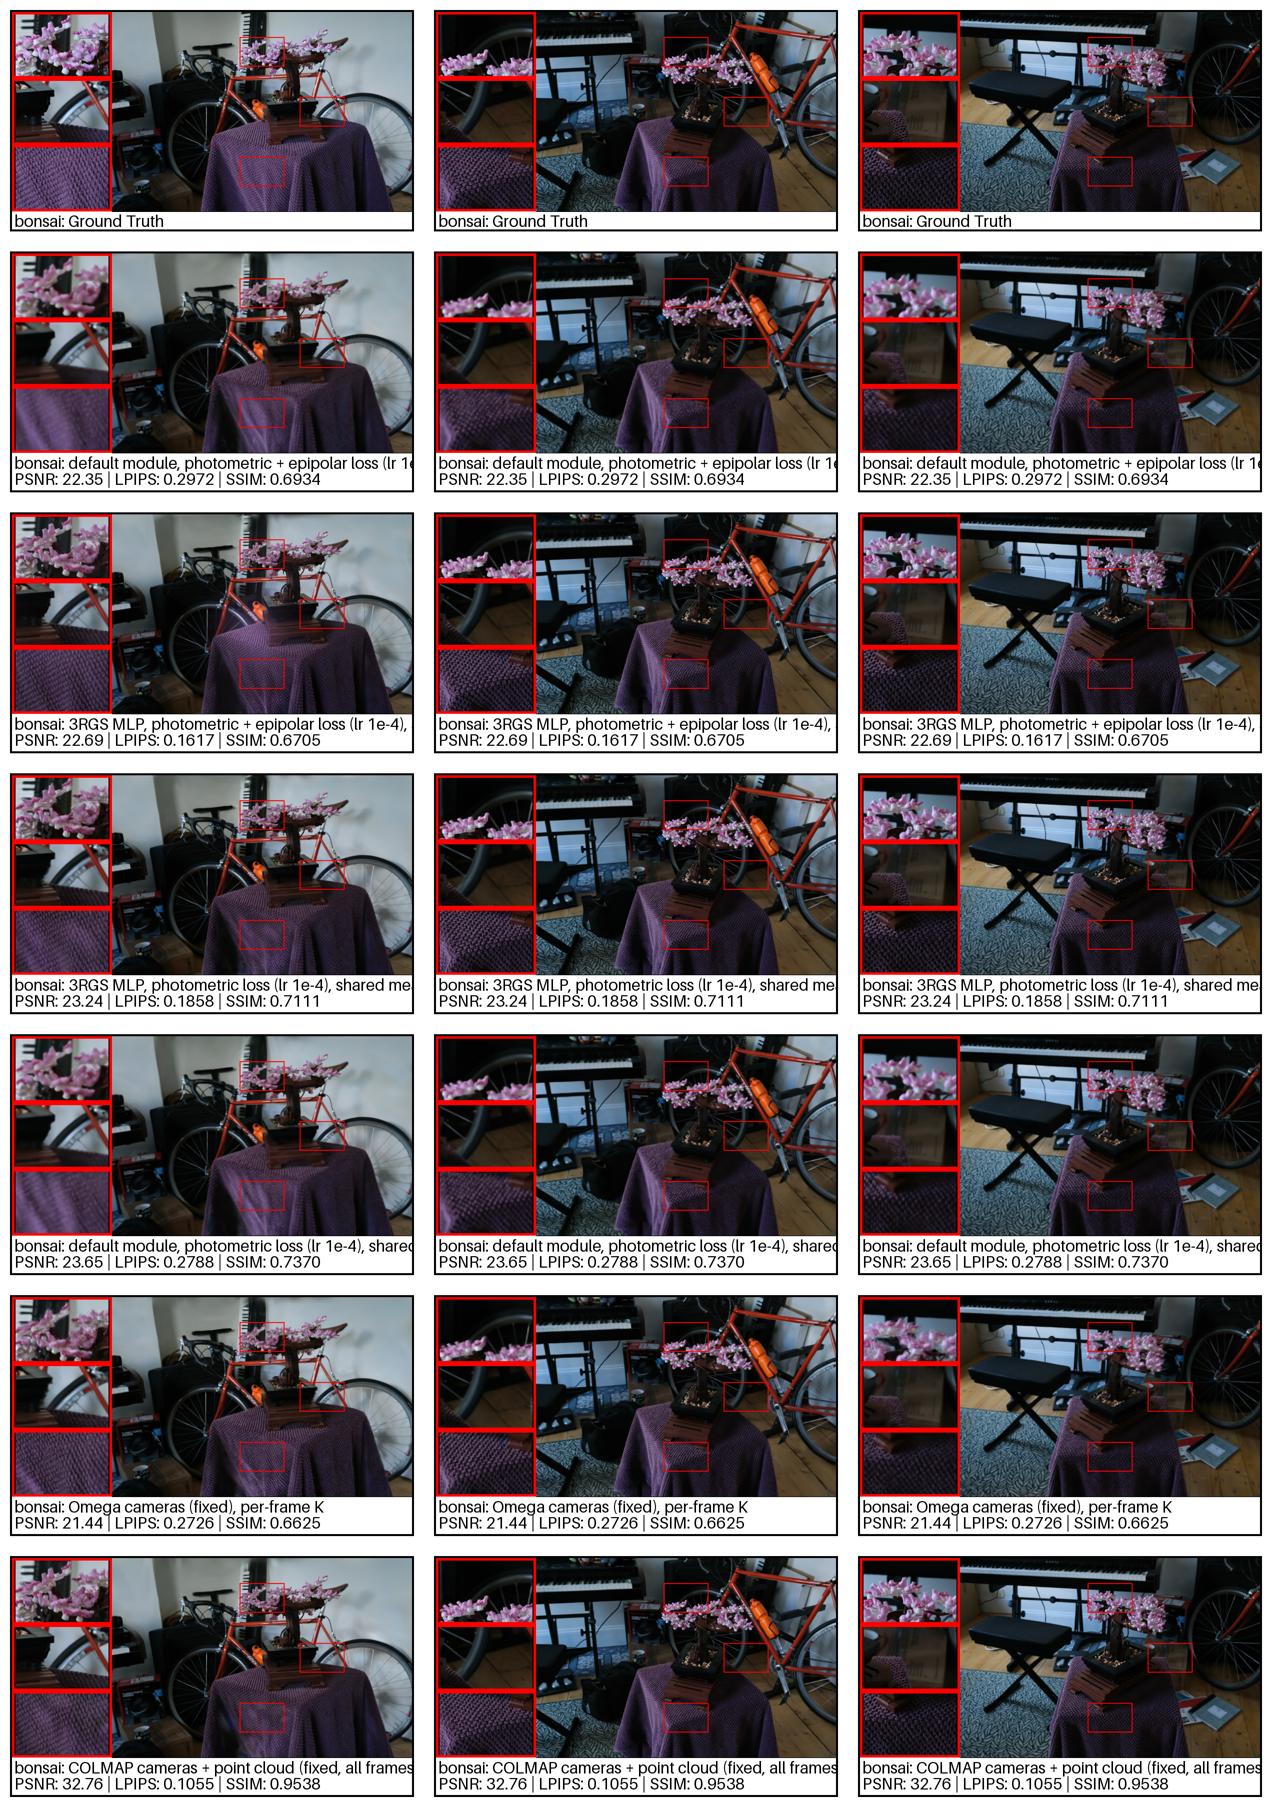 bonsai: Ground Truth
bonsai: Ground Truth
bonsai: Ground Truth
bonsai: default module, photometric + epipolar loss (lr 1e
PSNR: 22.35 | LPIPS: 0.2972 | SSIM: 0.6934
bonsai: default module, photometric + epipolar loss (lr 1e
PSNR: 22.35 | LPIPS: 0.2972 | SSIM: 0.6934
bonsai: default module, photometric + epipolar loss (lr 1e
PSNR: 22.35 | LPIPS: 0.2972 | SSIM: 0.6934
bonsai: 3RGS MLP, photometric + epipolar loss (lr 1e-4),
PSNR: 22.69 | LPIPS: 0.1617 | SSIM: 0.6705
bonsai: 3RGS MLP, photometric + epipolar loss (lr 1e-4),
PSNR: 22.69 | LPIPS: 0.1617 | SSIM: 0.6705
bonsai: 3RGS MLP, photometric + epipolar loss (lr 1e-4),
PSNR: 22.69 | LPIPS: 0.1617 | SSIM: 0.6705
bonsai: 3RGS MLP, photometric loss (lr 1e-4), shared me
PSNR: 23.24 | LPIPS: 0.1858 | SSIM: 0.7111
bonsai: 3RGS MLP, photometric loss (lr 1e-4), shared me
PSNR: 23.24 | LPIPS: 0.1858 | SSIM: 0.7111
bonsai: 3RGS MLP, photometric loss (lr 1e-4), shared me
PSNR: 23.24 | LPIPS: 0.1858 | SSIM: 0.7111
bonsai: default module, photometric loss (lr 1e-4), shared
PSNR: 23.65 | LPIPS: 0.2788 | SSIM: 0.7370
bonsai: default module, photometric loss (lr 1e-4), shared
PSNR: 23.65 | LPIPS: 0.2788 | SSIM: 0.7370
bonsai: default module, photometric loss (lr 1e-4), shared
PSNR: 23.65 | LPIPS: 0.2788 | SSIM: 0.7370
bonsai: Omega cameras (fixed), per-frame K
PSNR: 21.44 | LPIPS: 0.2726 | SSIM: 0.6625
bonsai: Omega cameras (fixed), per-frame K
PSNR: 21.44 | LPIPS: 0.2726 | SSIM: 0.6625
bonsai: Omega cameras (fixed), per-frame K
PSNR: 21.44 | LPIPS: 0.2726 | SSIM: 0.6625
bonsai: COLMAP cameras + point cloud (fixed, all frames
PSNR: 32.76 | LPIPS: 0.1055 | SSIM: 0.9538
bonsai: COLMAP cameras + point cloud (fixed, all frames
PSNR: 32.76 | LPIPS: 0.1055 | SSIM: 0.9538
bonsai: COLMAP cameras + point cloud (fixed, all frames
PSNR: 32.76 | LPIPS: 0.1055 | SSIM: 0.9538